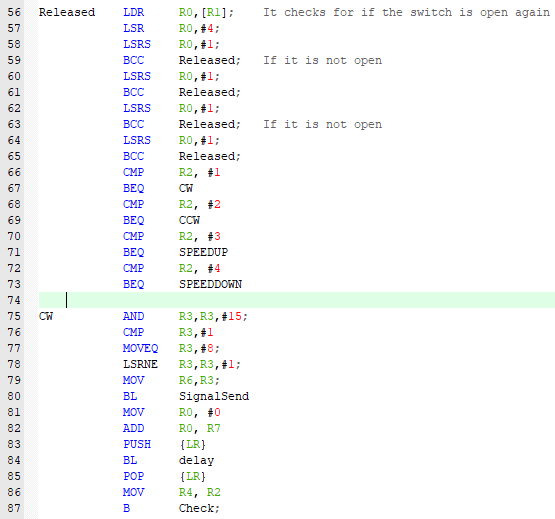 56 Released LDR R0,[R1]; It checks for if the switch is open again
57 LSR R0,#4;
58 LSRS R0,#1;
59 BCC Released; If it is not open
60 LSRS R0,#1;
61 BCC Released;
62 LSRS R0,#1;
63 BCC Released; If it is not open
64 LSRS R0,#1;
65 BCC Released;
66 CMP R2, #1
67 BEQ CW
68 CMP R2, #2
69 BEQ CCW
70 CMP R2, #3
71 BEQ SPEEDUP
72 CMP R2, #4
73 BEQ SPEEDDOWN
74
75 CW AND R3,R3,#15;
76 CMP R3,#1
77 MOVEQ R3,#8;
78 LSRNE R3,R3,#1;
79 MOV R6,R3;
80 BL SignalSend
81 MOV R0, #0
82 ADD R0, R7
83 PUSH {LR}
84 BL delay
85 POP {LR}
86 MOV R4, R2
87 B Check;